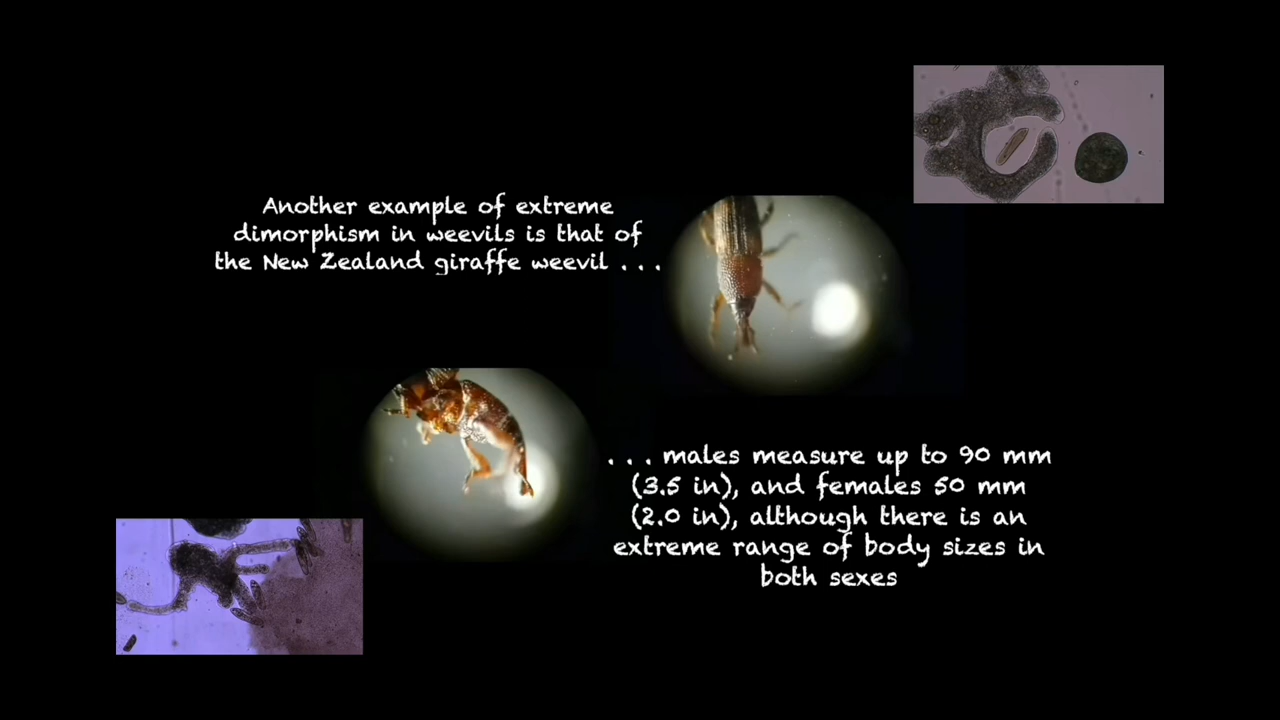 Another example of extreme
dimorphism in weevils is that of
the New Zealand giraffe weevil . . .
. . . males measure up to 90 mm
(3.5 in), and females 50 mm
(2.0 in), although there is an
extreme range of body sizes in
both sexes